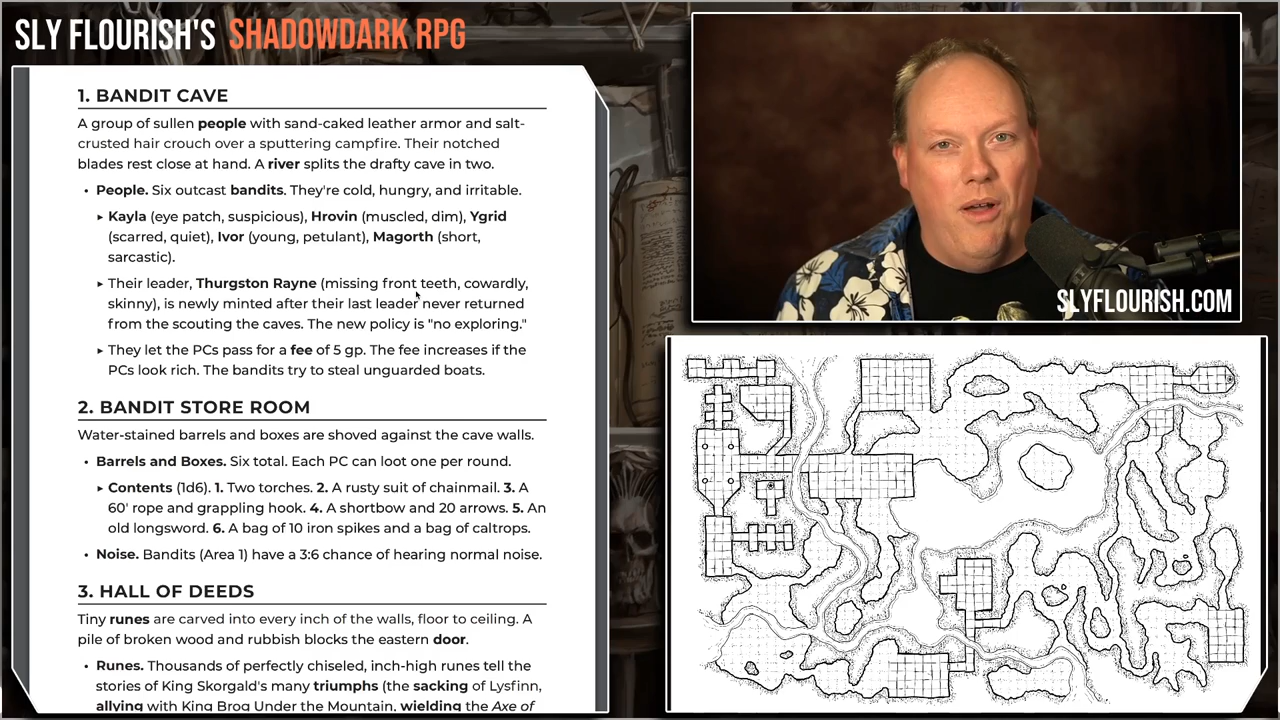 SLY FLOURISH'S SHADOWDARK RPG
1. BANDIT CAVE
A group of sullen people with sand-caked leather armor and salt-
crusted hair crouch over a sputtering campfire. Their notched
blades rest close at hand. A river splits the drafty cave in two.
• People. Six outcast bandits. They're cold, hungry, and irritable.
▸ Kayla (eye patch, suspicious), Hrovin (muscled, dim), Ygrid
(scarred, quiet), Ivor (young, petulant), Magorth (short,
sarcastic).
▸ Their leader, Thurgston Rayne (missing front teeth, cowardly,
skinny), is newly minted after their last leader never returned
from the scouting the caves. The new policy is "no exploring."
▸ They let the PCs pass for a fee of 5 gp. The fee increases if the
PCs look rich. The bandits try to steal unguarded boats.
2. BANDIT STORE ROOM
Water-stained barrels and boxes are shoved against the cave walls.
• Barrels and Boxes. Six total. Each PC can loot one per round.
▸ Contents (1d6). 1. Two torches. 2. A rusty suit of chainmail. 3. A
60' rope and grappling hook. 4. A shortbow and 20 arrows. 5. An
old longsword. 6. A bag of 10 iron spikes and a bag of caltrops.
• Noise. Bandits (Area 1) have a 3:6 chance of hearing normal noise.
3. HALL OF DEEDS
Tiny runes are carved into every inch of the walls, floor to ceiling. A
pile of broken wood and rubbish blocks the eastern door.
• Runes. Thousands of perfectly chiseled, inch-high runes tell the
stories of King Skorgald's many triumphs (the sacking of Lysfinn,
allying with King Brog Under the Mountain, wielding the Axe of
SLYFLOURISH.COM